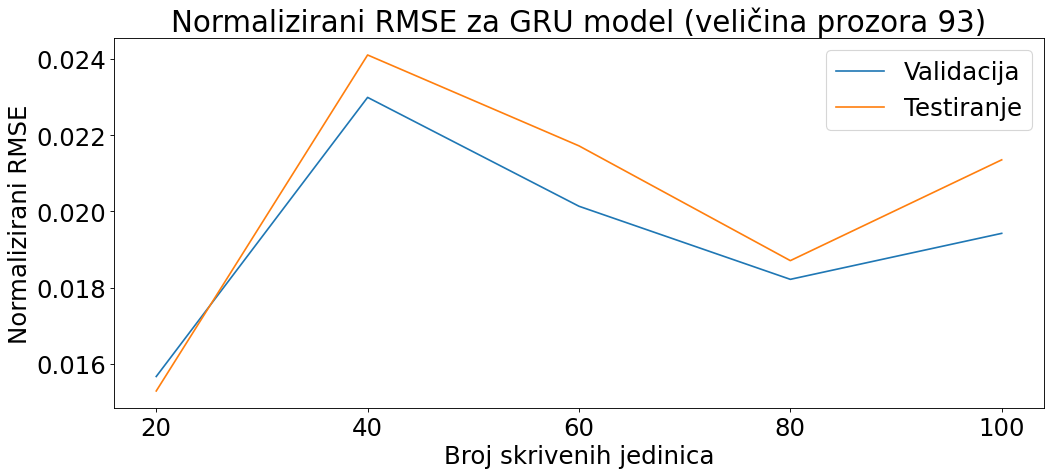 Normalizirani RMSE za GRU model (veličina prozora 93)
Normalizirani RMSE
0.024
0.022
0.020
0.018
0.016
Validacija
Testiranje
20 40 60 80 100
Broj skrivenih jedinica